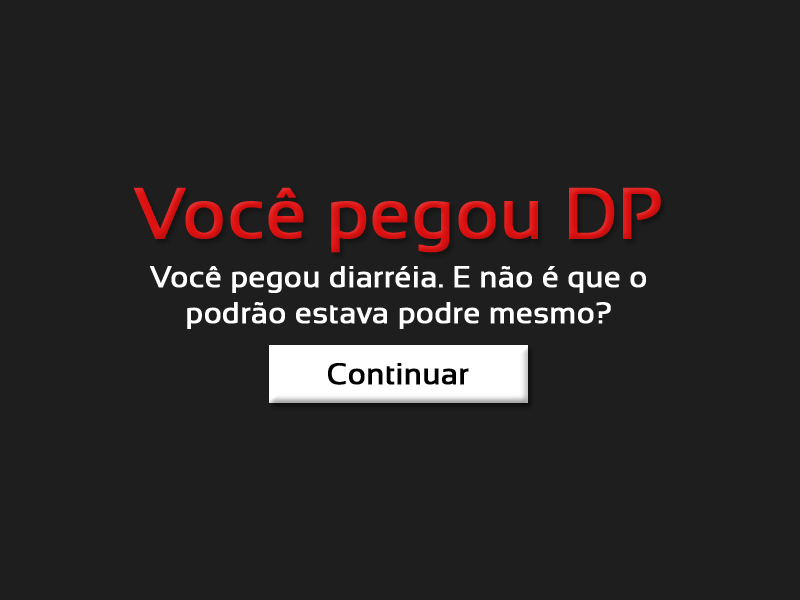 Você pegou DP
Você pegou diarréia. E não é que o
podrão estava podre mesmo?
Continuar